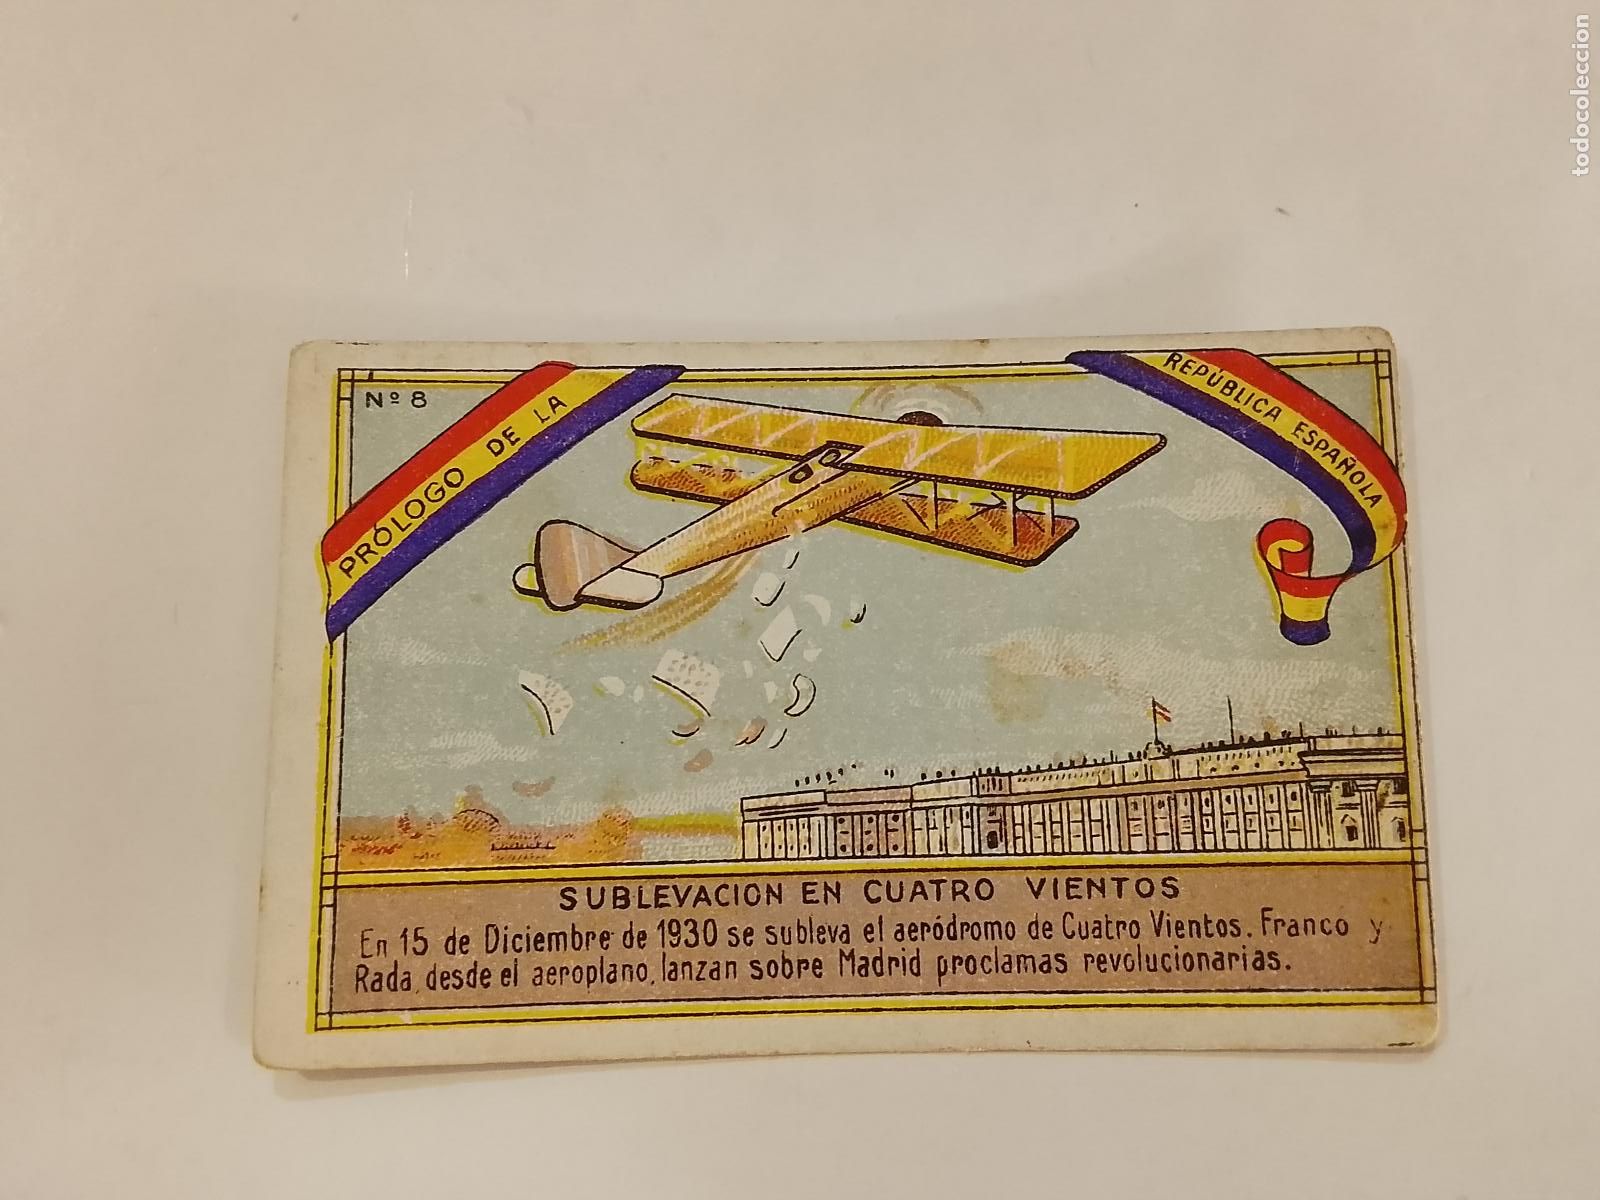 Nº 8
PRÓLOGO DE LA
REPÚBLICA ESPAÑOLA
SUBLEVACION EN CUATRO VIENTOS
En 15 de Diciembre de 1930 se subleva el aeródromo de Cuatro Vientos. Franco y
Rada, desde el aeroplano, lanzan sobre Madrid proclamas revolucionarias.
todocoleccion